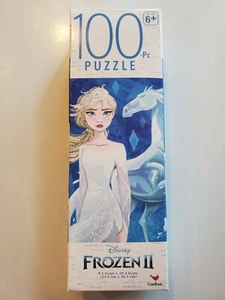 100-Pc
6+
PUZZLE
Disney
FROZEN II
Cardinal